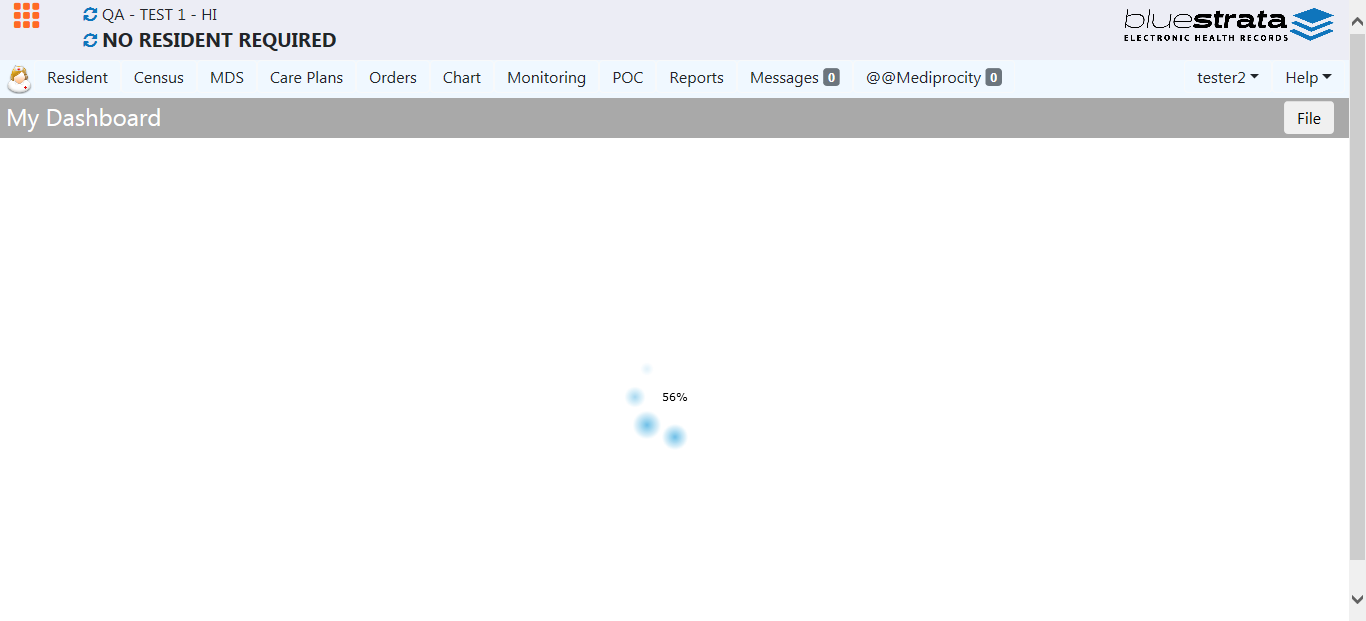 QA - TEST 1 - HI
NO RESIDENT REQUIRED
bluestrata
ELECTRONIC HEALTH RECORDS
Resident Census MDS Care Plans Orders Chart Monitoring POC Reports Messages 0 @@Mediprocity 0 tester2 Help
My Dashboard File
56%